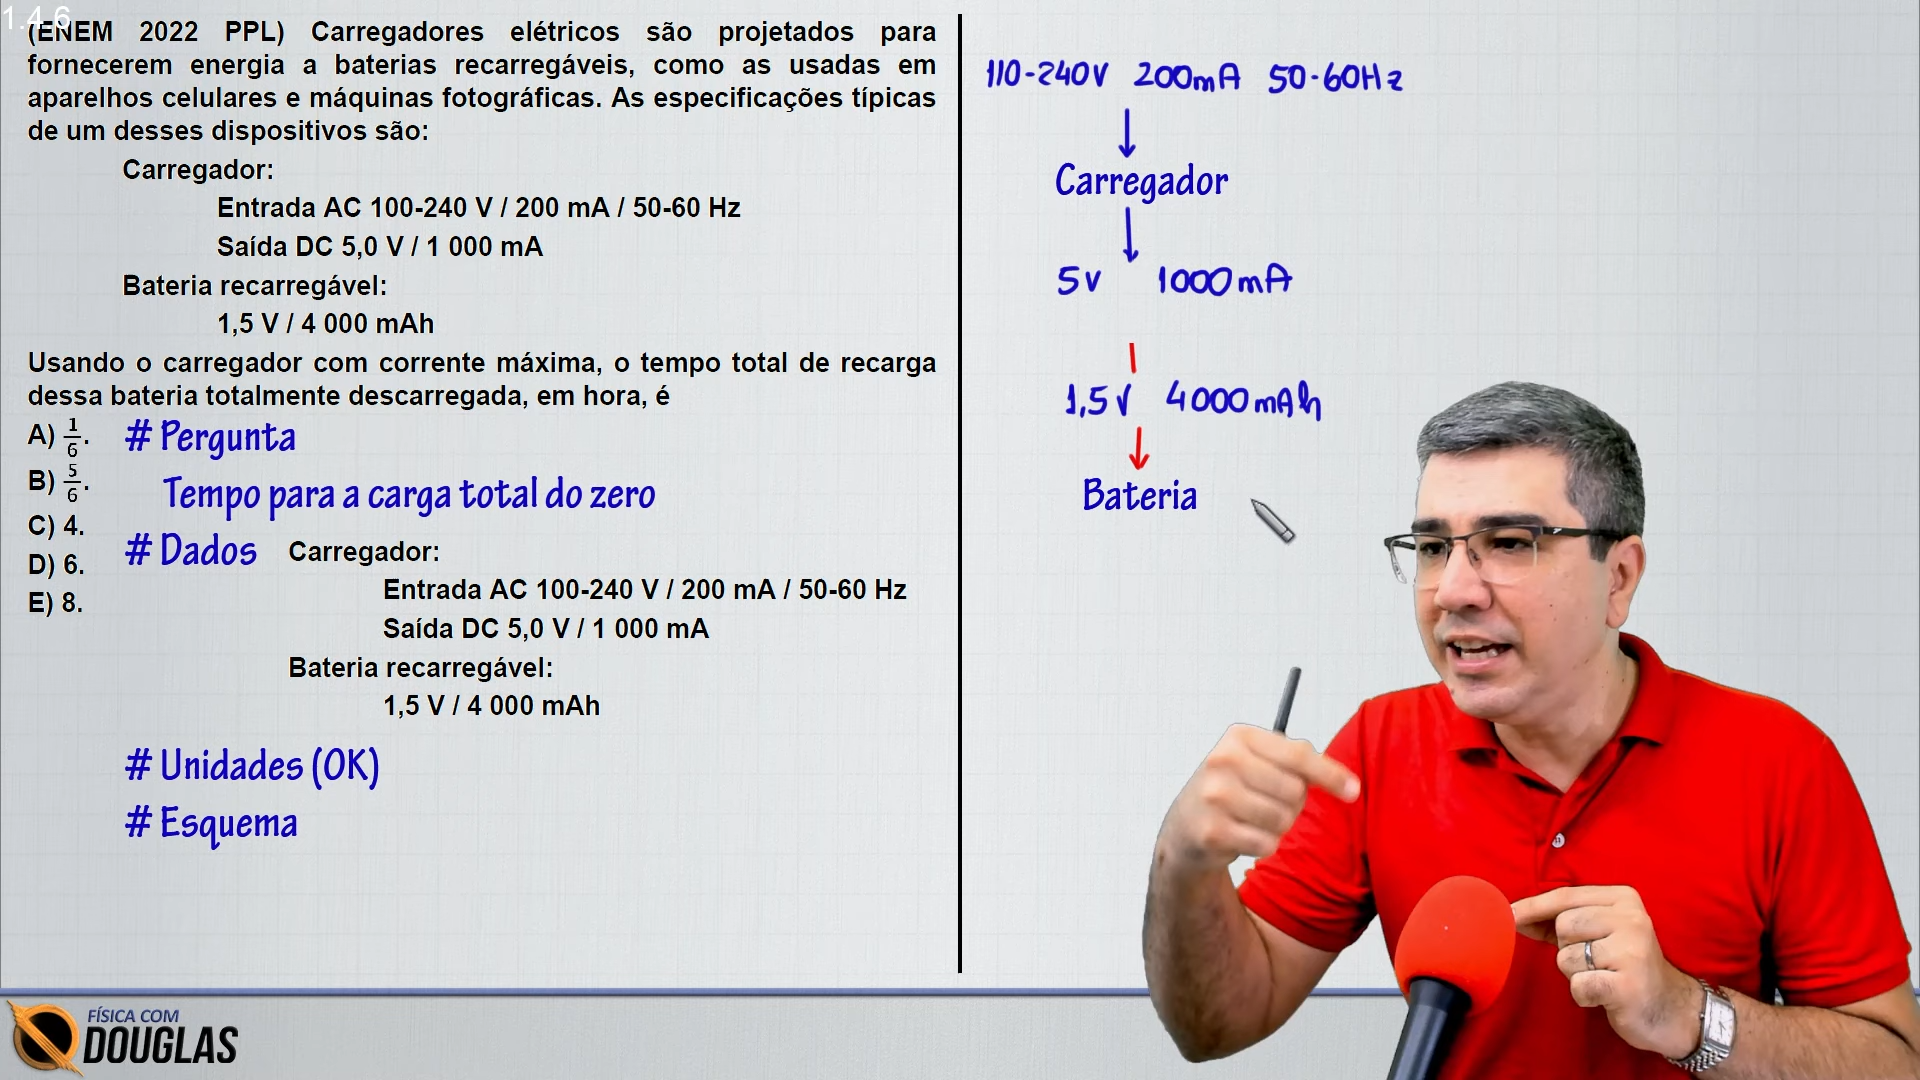 1.4.6
(ENEM 2022 PPL) Carregadores elétricos são projetados para
fornecerem energia a baterias recarregáveis, como as usadas em
aparelhos celulares e máquinas fotográficas. As especificações típicas
de um desses dispositivos são:
Carregador:
Entrada AC 100-240 V / 200 mA / 50-60 Hz
Saída DC 5,0 V / 1 000 mA
Bateria recarregável:
1,5 V / 4 000 mAh
Usando o carregador com corrente máxima, o tempo total de recarga
dessa bateria totalmente descarregada, em hora, é
A) 1/6.
B) 5/6.
C) 4.
D) 6.
E) 8.
# Pergunta
Tempo para a carga total do zero
# Dados
Carregador:
Entrada AC 100-240 V / 200 mA / 50-60 Hz
Saída DC 5,0 V / 1 000 mA
Bateria recarregável:
1,5 V / 4 000 mAh
# Unidades (OK)
# Esquema
110-240V 200mA 50-60Hz
Carregador
5V 1000mA
1,5V 4000mAh
Bateria
FÍSICA COM
DOUGLAS